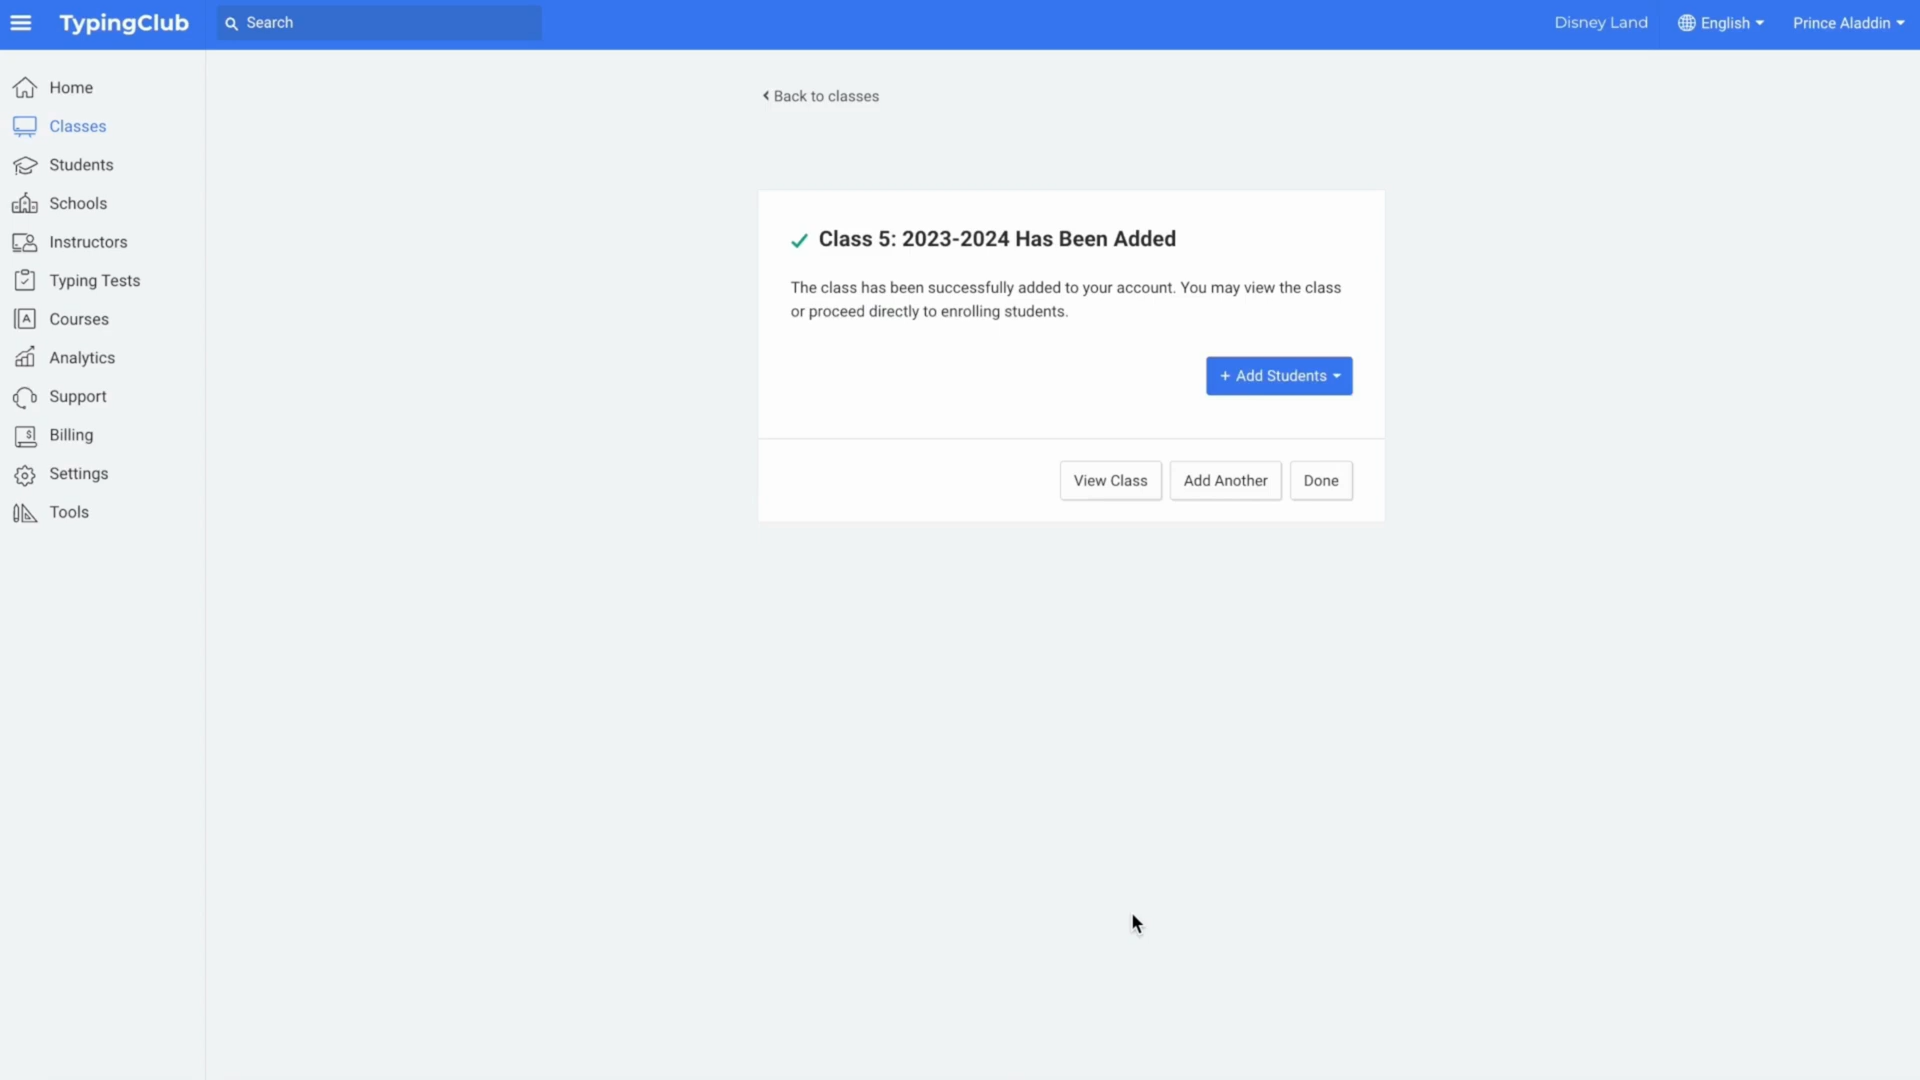 TypingClub
Search
Disney Land
English
Prince Aladdin
Home
Classes
Students
Schools
Instructors
Typing Tests
Courses
Analytics
Support
Billing
Settings
Tools
Back to classes
Class 5: 2023-2024 Has Been Added
The class has been successfully added to your account. You may view the class
or proceed directly to enrolling students.
+ Add Students
View Class
Add Another
Done